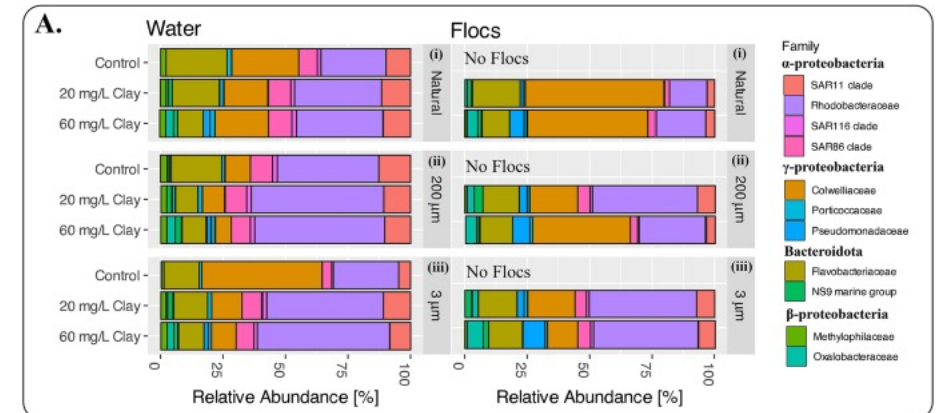 A.
Water
Flocs
Control
20 mg/L Clay
60 mg/L Clay
(i)
Natural
No Flocs
(i)
Natural
Control
20 mg/L Clay
60 mg/L Clay
(ii)
200 µm
No Flocs
(ii)
200 µm
Control
20 mg/L Clay
60 mg/L Clay
(iii)
3 µm
No Flocs
(iii)
3 µm
0 25 50 75 100
Relative Abundance [%]
0 25 50 75 100
Relative Abundance [%]
Family
α-proteobacteria
SAR11 clade
Rhodobacteraceae
SAR116 clade
SAR86 clade
γ-proteobacteria
Colwelliaceae
Porticoccaceae
Pseudomonadaceae
Bacteroidota
Flavobacteriaceae
NS9 marine group
β-proteobacteria
Methylophilaceae
Oxalobacteraceae